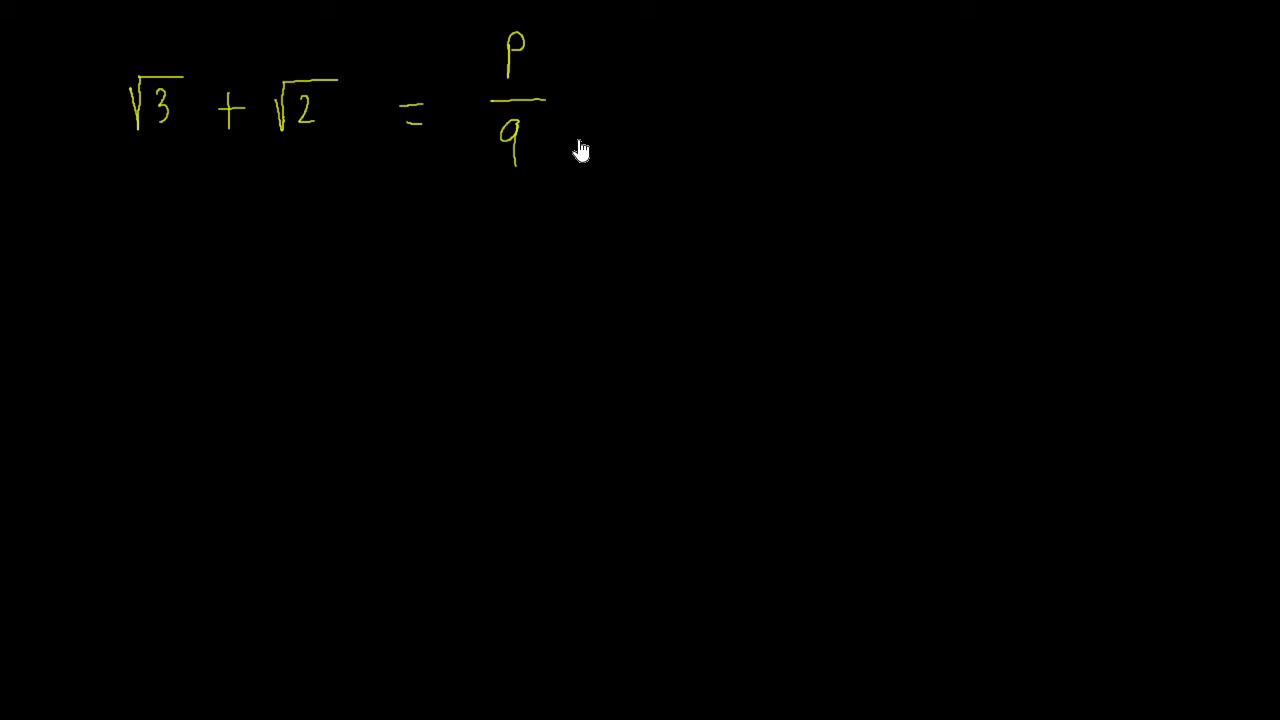 √3 + √2 = p/q